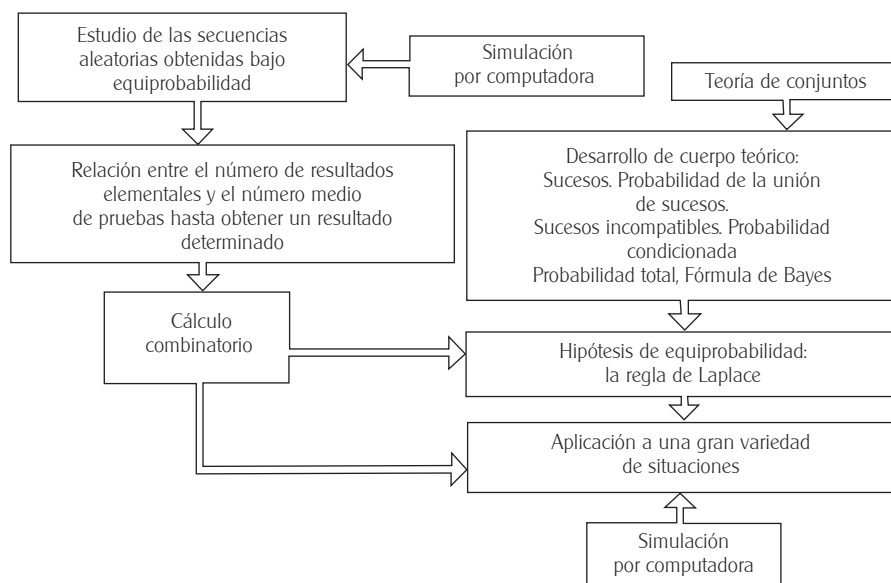 Estudio de las secuencias
aleatorias obtenidas bajo
equiprobabilidad
Simulación
por computadora
Teoría de conjuntos
Relación entre el número de resultados
elementales y el número medio
de pruebas hasta obtener un resultado
determinado
Desarrollo de cuerpo teórico:
Sucesos. Probabilidad de la unión
de sucesos.
Sucesos incompatibles. Probabilidad
condicionada
Probabilidad total, Fórmula de Bayes
Cálculo
combinatorio
Hipótesis de equiprobabilidad:
la regla de Laplace
Aplicación a una gran variedad
de situaciones
Simulación
por computadora